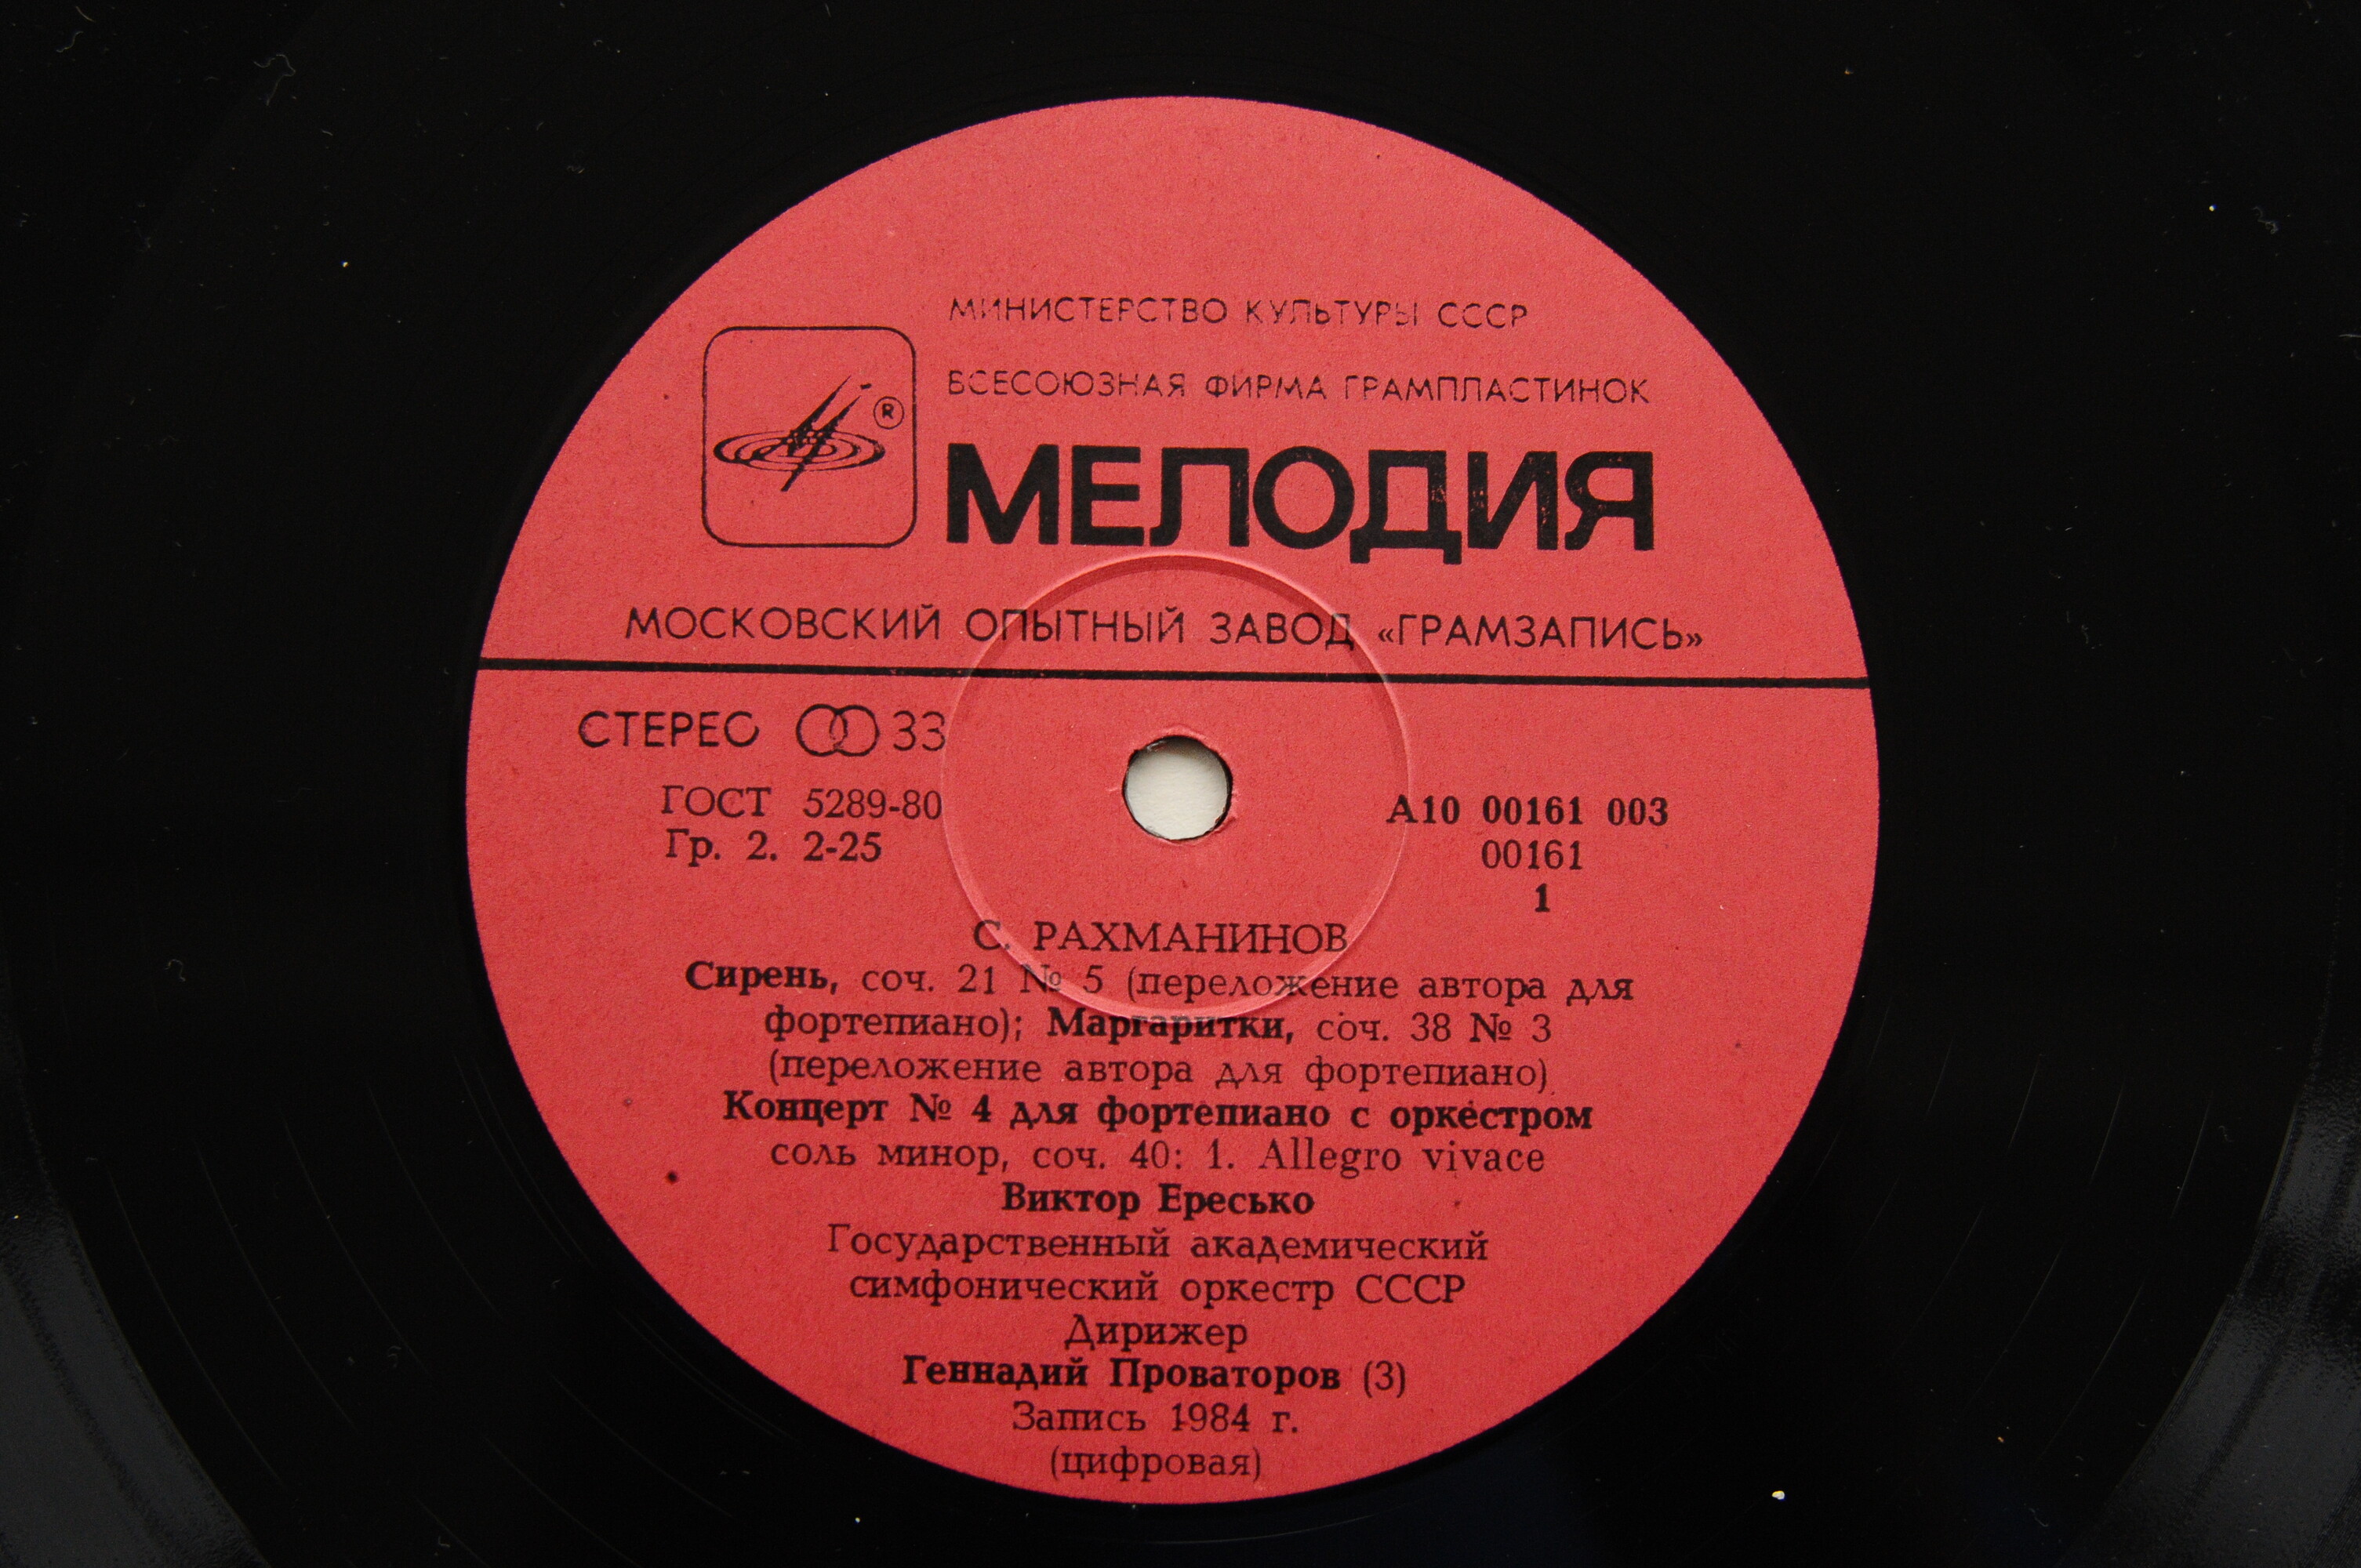 МИНИСТЕРСТВО КУЛЬТУРЫ СССР
ВСЕСОЮЗНАЯ ФИРМА ГРАМПЛАСТИНОК
®
МЕЛОДИЯ
МОСКОВСКИЙ ОПЫТНЫЙ ЗАВОД «ГРАМЗАПИСЬ»
СТЕРЕО 33
ГОСТ 5289-80
Гр. 2. 2-25
А10 00161 003
00161
1
С. РАХМАНИНОВ
Сирень, соч. 21 № 5 (переложение автора для
фортепиано); Маргаритки, соч. 38 № 3
(переложение автора для фортепиано)
Концерт № 4 для фортепиано с оркестром
соль минор, соч. 40: 1. Allegro vivace
Виктор Ересько
Государственный академический
симфонический оркестр СССР
Дирижер
Геннадий Проваторов (3)
Запись 1984 г.
(цифровая)